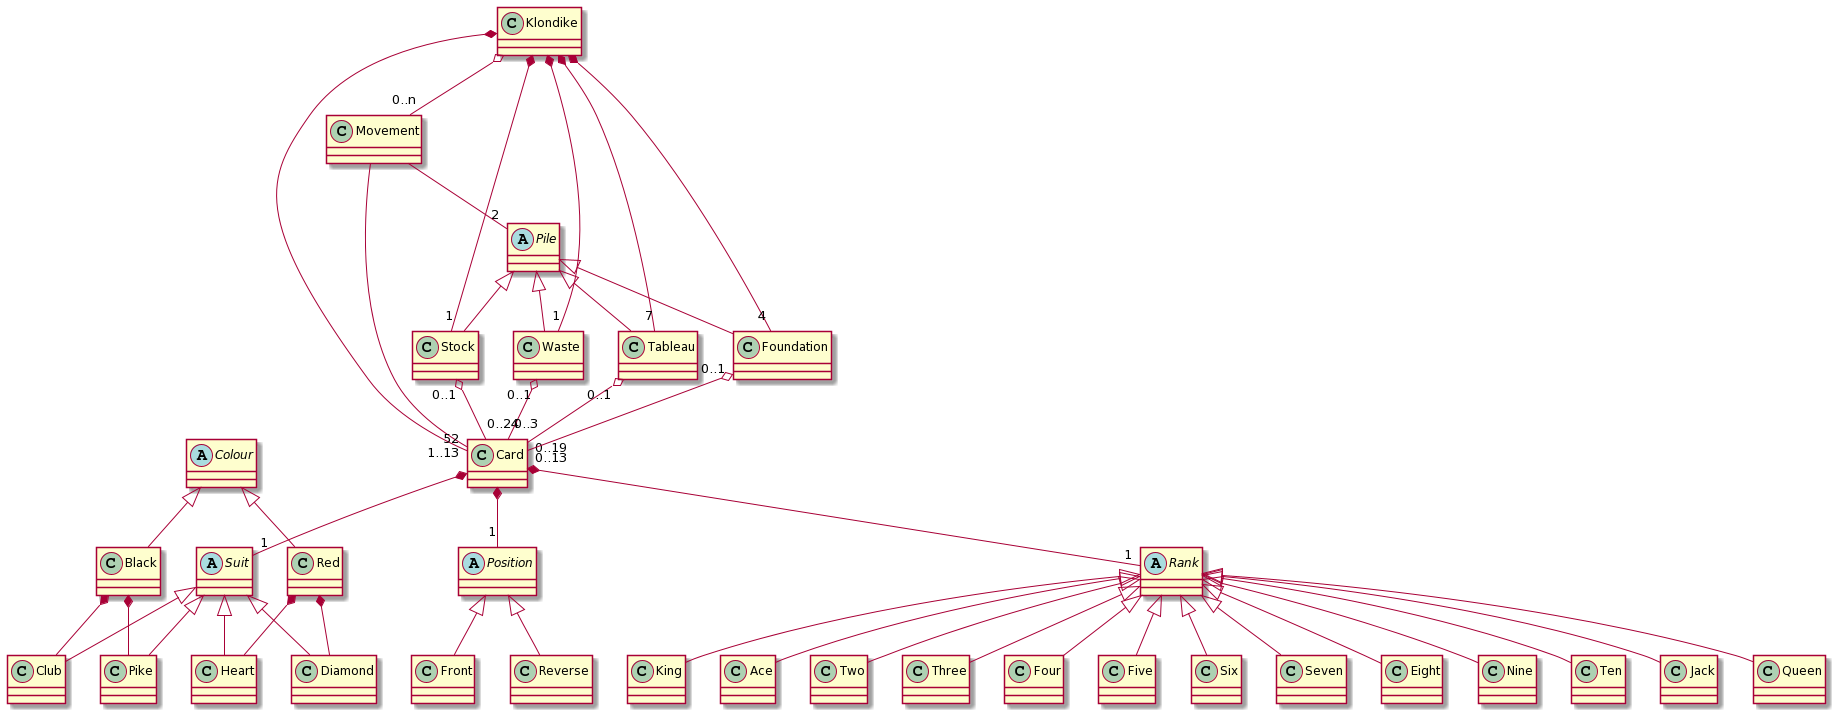 C Klondike
0..n
C Movement
2
A Pile
1
1
7
4
C Stock
C Waste
C Tableau
C Foundation
0..1
0..1
0..1
0..1
0..24
0..3
52
1..13
0..19
0..13
A Colour
C Card
1
1
1
C Black
A Suit
C Red
A Position
A Rank
C Club
C Pike
C Heart
C Diamond
C Front
C Reverse
C King
C Ace
C Two
C Three
C Four
C Five
C Six
C Seven
C Eight
C Nine
C Ten
C Jack
C Queen